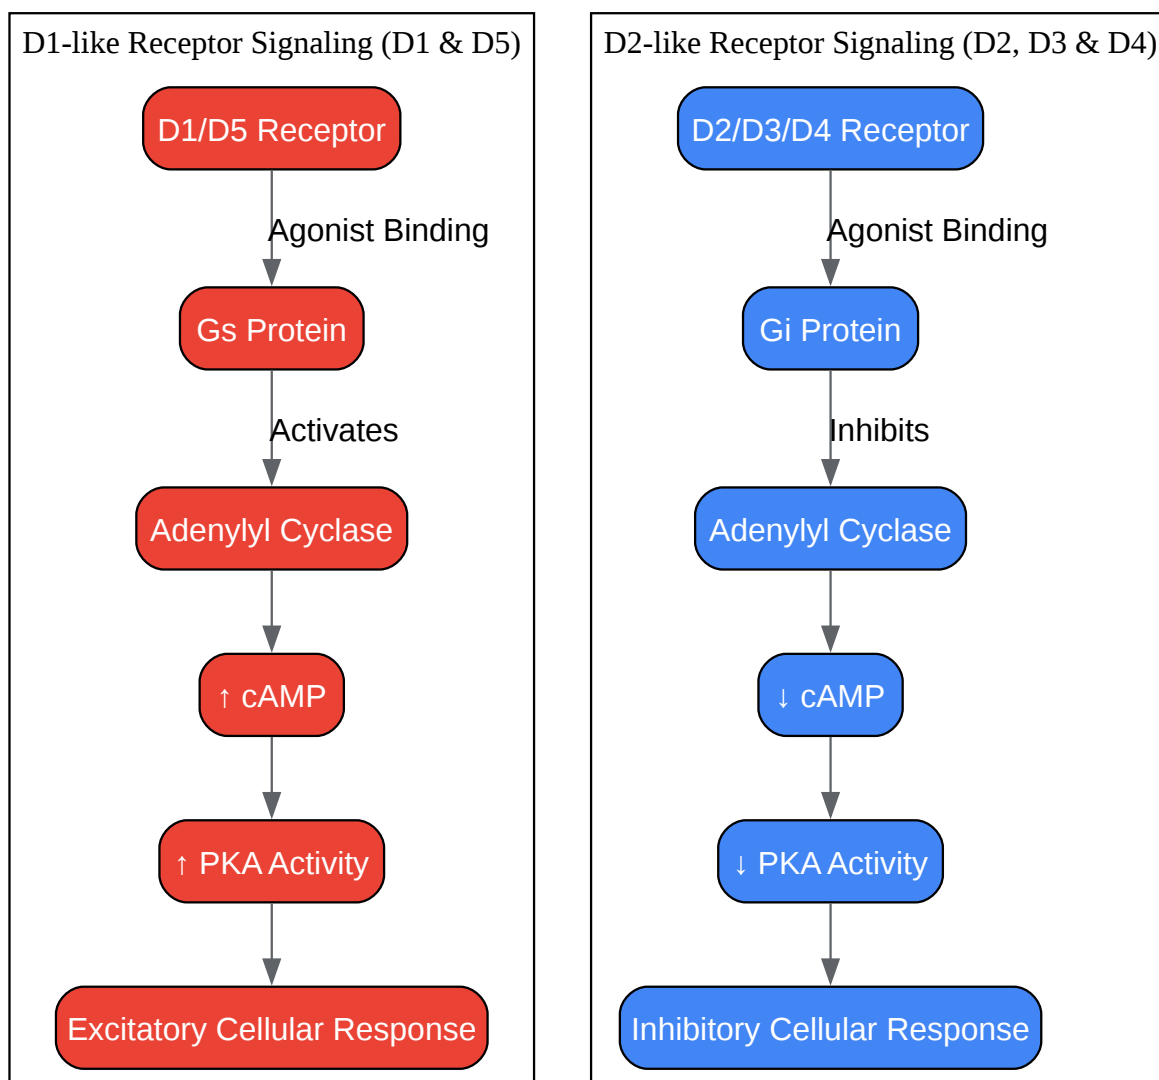 D1-like Receptor Signaling (D1 & D5)
D1/D5 Receptor
Agonist Binding
Gs Protein
Activates
Adenylyl Cyclase
↑ cAMP
↑ PKA Activity
Excitatory Cellular Response
D2-like Receptor Signaling (D2, D3 & D4)
D2/D3/D4 Receptor
Agonist Binding
Gi Protein
Inhibits
Adenylyl Cyclase
↓ cAMP
↓ PKA Activity
Inhibitory Cellular Response